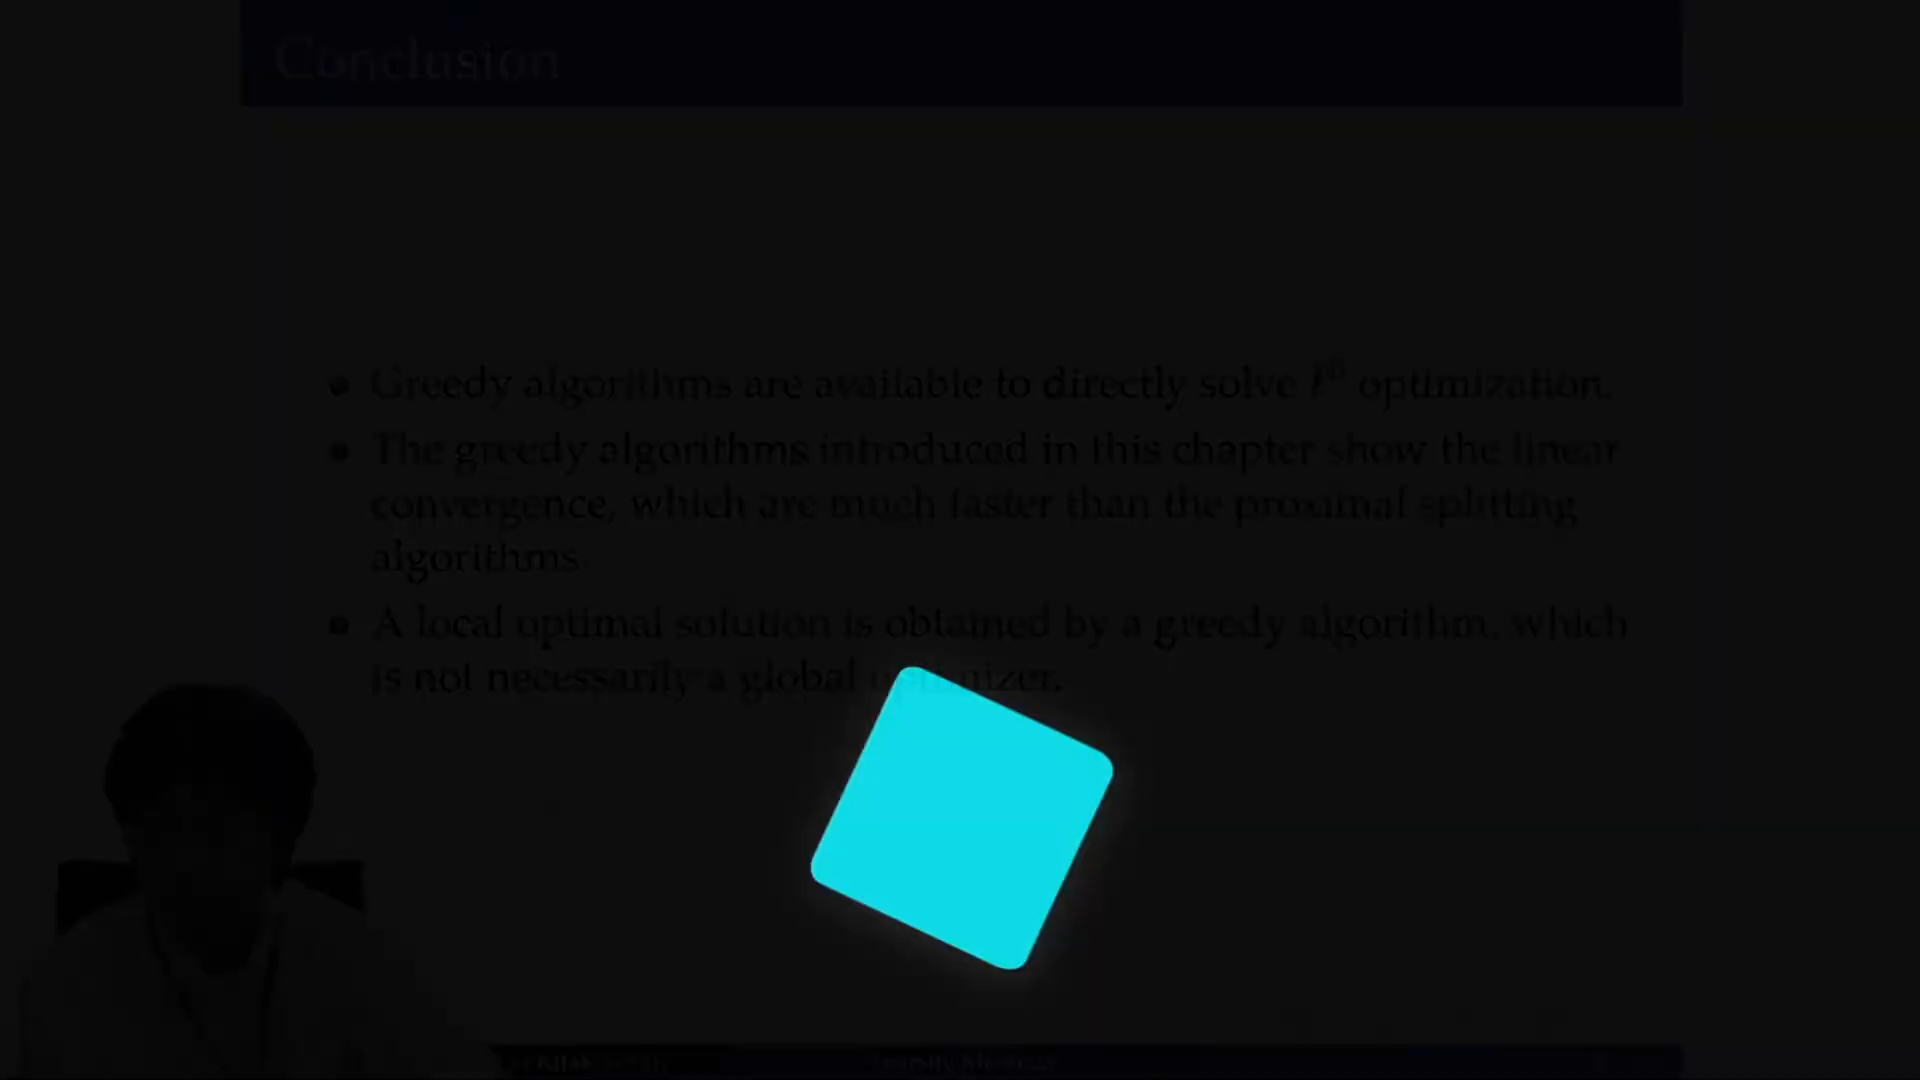 Conclusion
• Greedy algorithms are available to directly solve ℓ⁰ optimization.
• The greedy algorithms introduced in this chapter show the linear
convergence, which are much faster than the proximal splitting
algorithms.
• A local optimal solution is obtained by a greedy algorithm, which
is not necessarily a global optimizer.